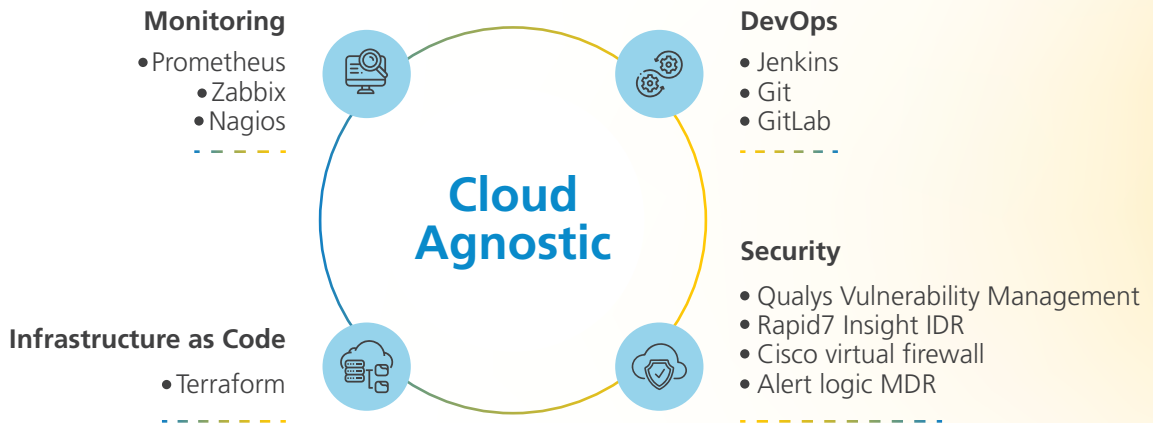 Monitoring
• Prometheus
• Zabbix
• Nagios
DevOps
• Jenkins
• Git
• GitLab
Cloud
Agnostic
Infrastructure as Code
• Terraform
Security
• Qualys Vulnerability Management
• Rapid7 Insight IDR
• Cisco virtual firewall
• Alert logic MDR